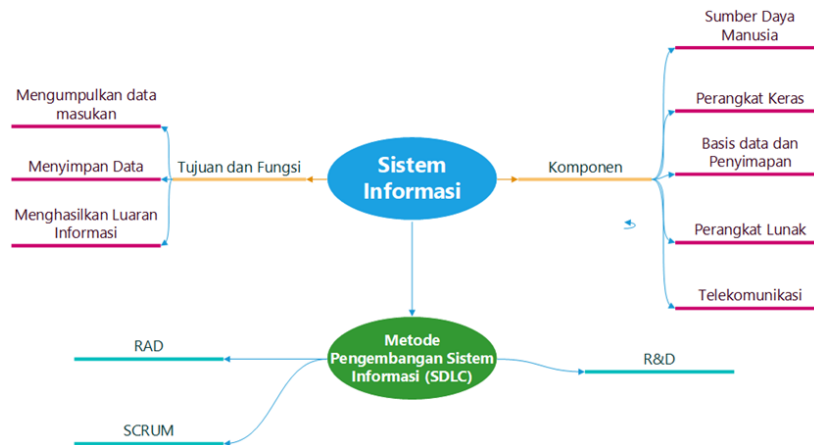 Sumber Daya
Manusia
Mengumpulkan data
masukan
Perangkat Keras
Sistem
Informasi
Basis data dan
Penyimapan
Menyimpan Data
Tujuan dan Fungsi
Komponen
Menghasilkan Luaran
Informasi
Perangkat Lunak
Telekomunikasi
Metode
Pengembangan Sistem
Informasi (SDLC)
RAD
R&D
SCRUM